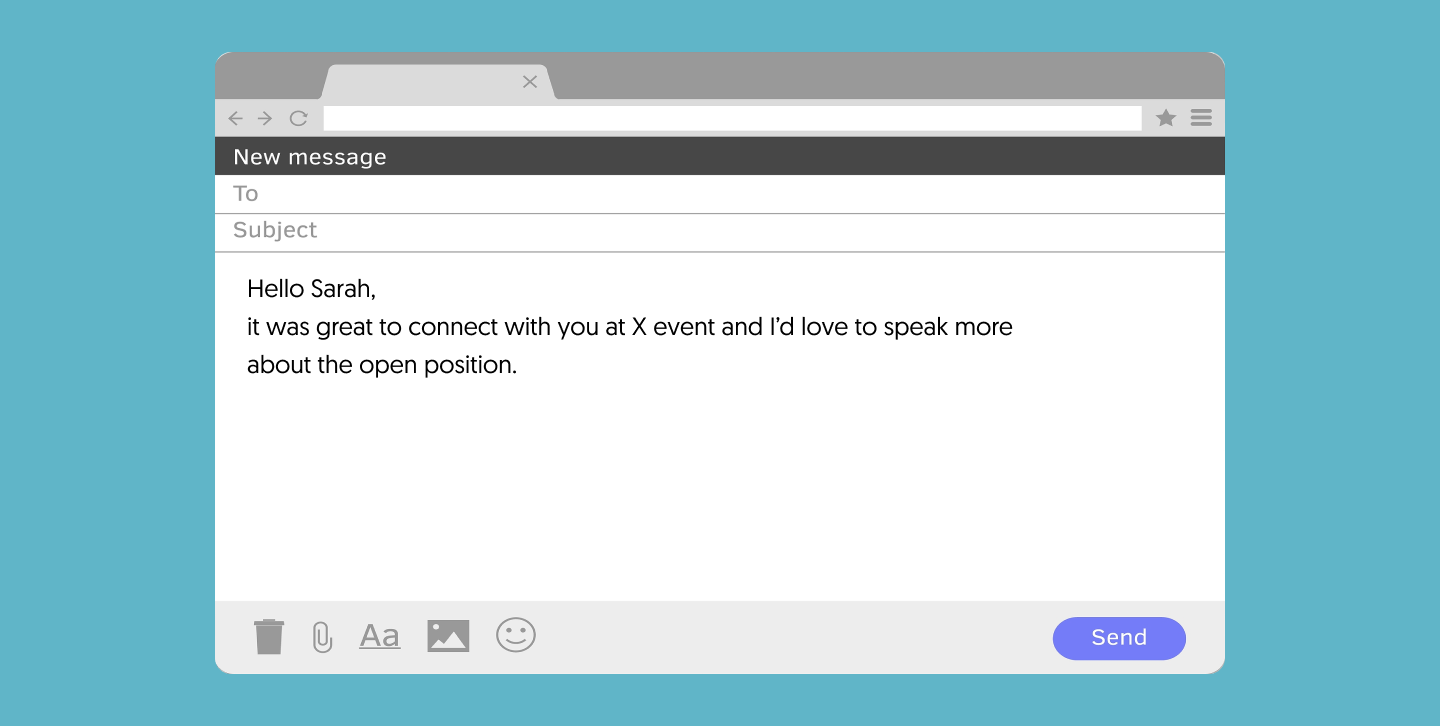 New message
To
Subject
Hello Sarah,
it was great to connect with you at X event and I’d love to speak more
about the open position.
Aa
Send